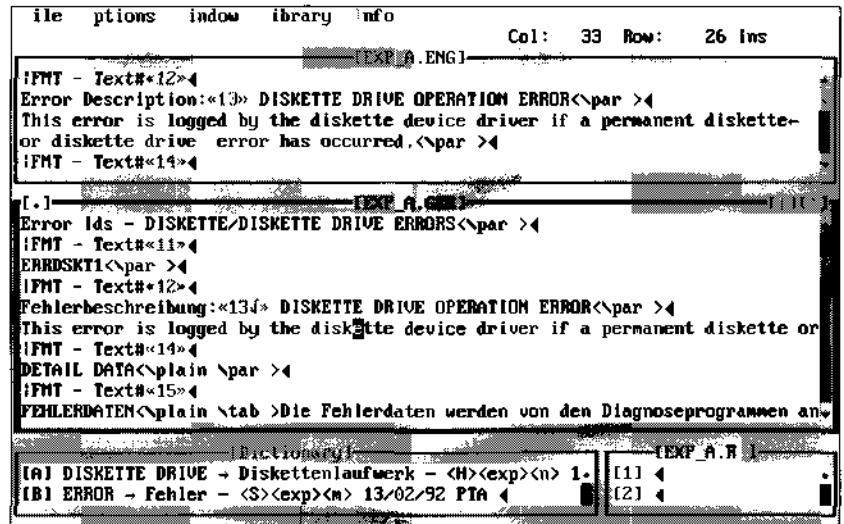 ile ptions indow ibrary nfo
Col: 33 Row: 26 Ins
[EXP_A.ENG]
¦FMT - Text#«12»◄
Error Description:«13» DISKETTE DRIVE OPERATION ERROR<\par >◄
This error is logged by the diskette device driver if a permanent diskette←
or diskette drive error has occurred.<\par >◄
¦FMT - Text#«14»◄
[.] [EXP_A.GER]
Error Ids - DISKETTE/DISKETTE DRIVE ERRORS<\par >◄
¦FMT - Text#«11»◄
ERRDSKT1<\par >◄
¦FMT - Text#«12»◄
Fehlerbeschreibung:«13√» DISKETTE DRIVE OPERATION ERROR<\par >◄
This error is logged by the diskette device driver if a permanent diskette or
¦FMT - Text#«14»◄
DETAIL DATA<\plain \par >◄
¦FMT - Text#«15»◄
FEHLERDATEN<\plain \tab >Die Fehlerdaten werden von den Diagnoseprogrammen an
[Dictionary] [EXP_A.R ]
[A] DISKETTE DRIVE → Diskettenlaufwerk - <H><exp><n> 1 [1] ◄
[B] ERROR → Fehler - <S><exp><m> 13/02/92 PTA ◄ [2] ◄